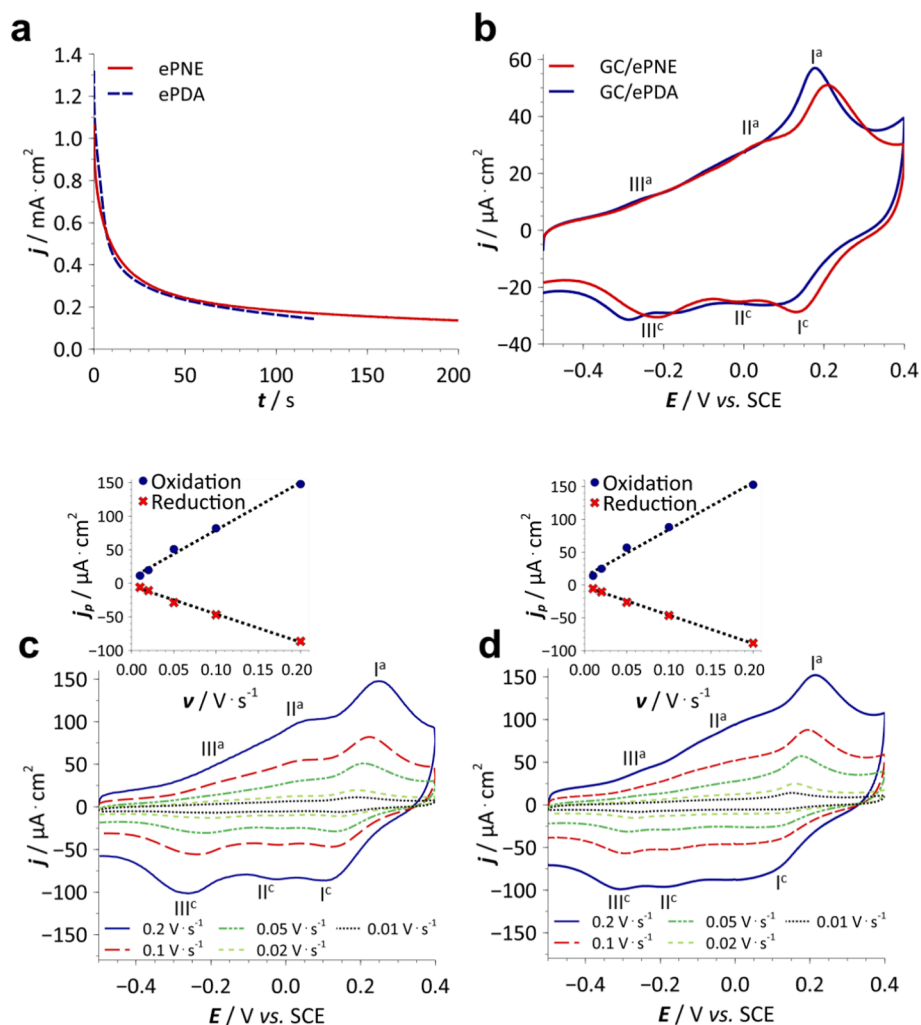 a
ePNE
ePDA
1.4
1.2
1.0
0.8
0.6
0.4
0.2
0.0
j / mA·cm²
0 50 100 150 200
t / s
b
GC/ePNE
GC/ePDA
Iᵃ
IIᵃ
IIIᵃ
IIIᶜ
IIᶜ
Iᶜ
60
40
20
0
−20
−40
j / µA·cm²
−0.4 −0.2 0.0 0.2 0.4
E / V vs. SCE
Oxidation
Reduction
150
100
50
0
−50
−100
jₚ / µA·cm²
0.00 0.05 0.10 0.15 0.20
v / V·s⁻¹
c
Iᵃ
IIᵃ
IIIᵃ
IIIᶜ
IIᶜ
Iᶜ
150
100
50
0
−50
−100
−150
j / µA·cm²
0.2 V·s⁻¹ 0.05 V·s⁻¹ 0.01 V·s⁻¹
0.1 V·s⁻¹ 0.02 V·s⁻¹
−0.4 −0.2 0.0 0.2 0.4
E / V vs. SCE
Oxidation
Reduction
150
100
50
0
−50
−100
jₚ / µA·cm²
0.00 0.05 0.10 0.15 0.20
v / V·s⁻¹
d
Iᵃ
IIᵃ
IIIᵃ
IIIᶜ
IIᶜ
Iᶜ
150
100
50
0
−50
−100
−150
j / µA·cm²
0.2 V·s⁻¹ 0.05 V·s⁻¹ 0.01 V·s⁻¹
0.1 V·s⁻¹ 0.02 V·s⁻¹
−0.4 −0.2 0.0 0.2 0.4
E / V vs. SCE